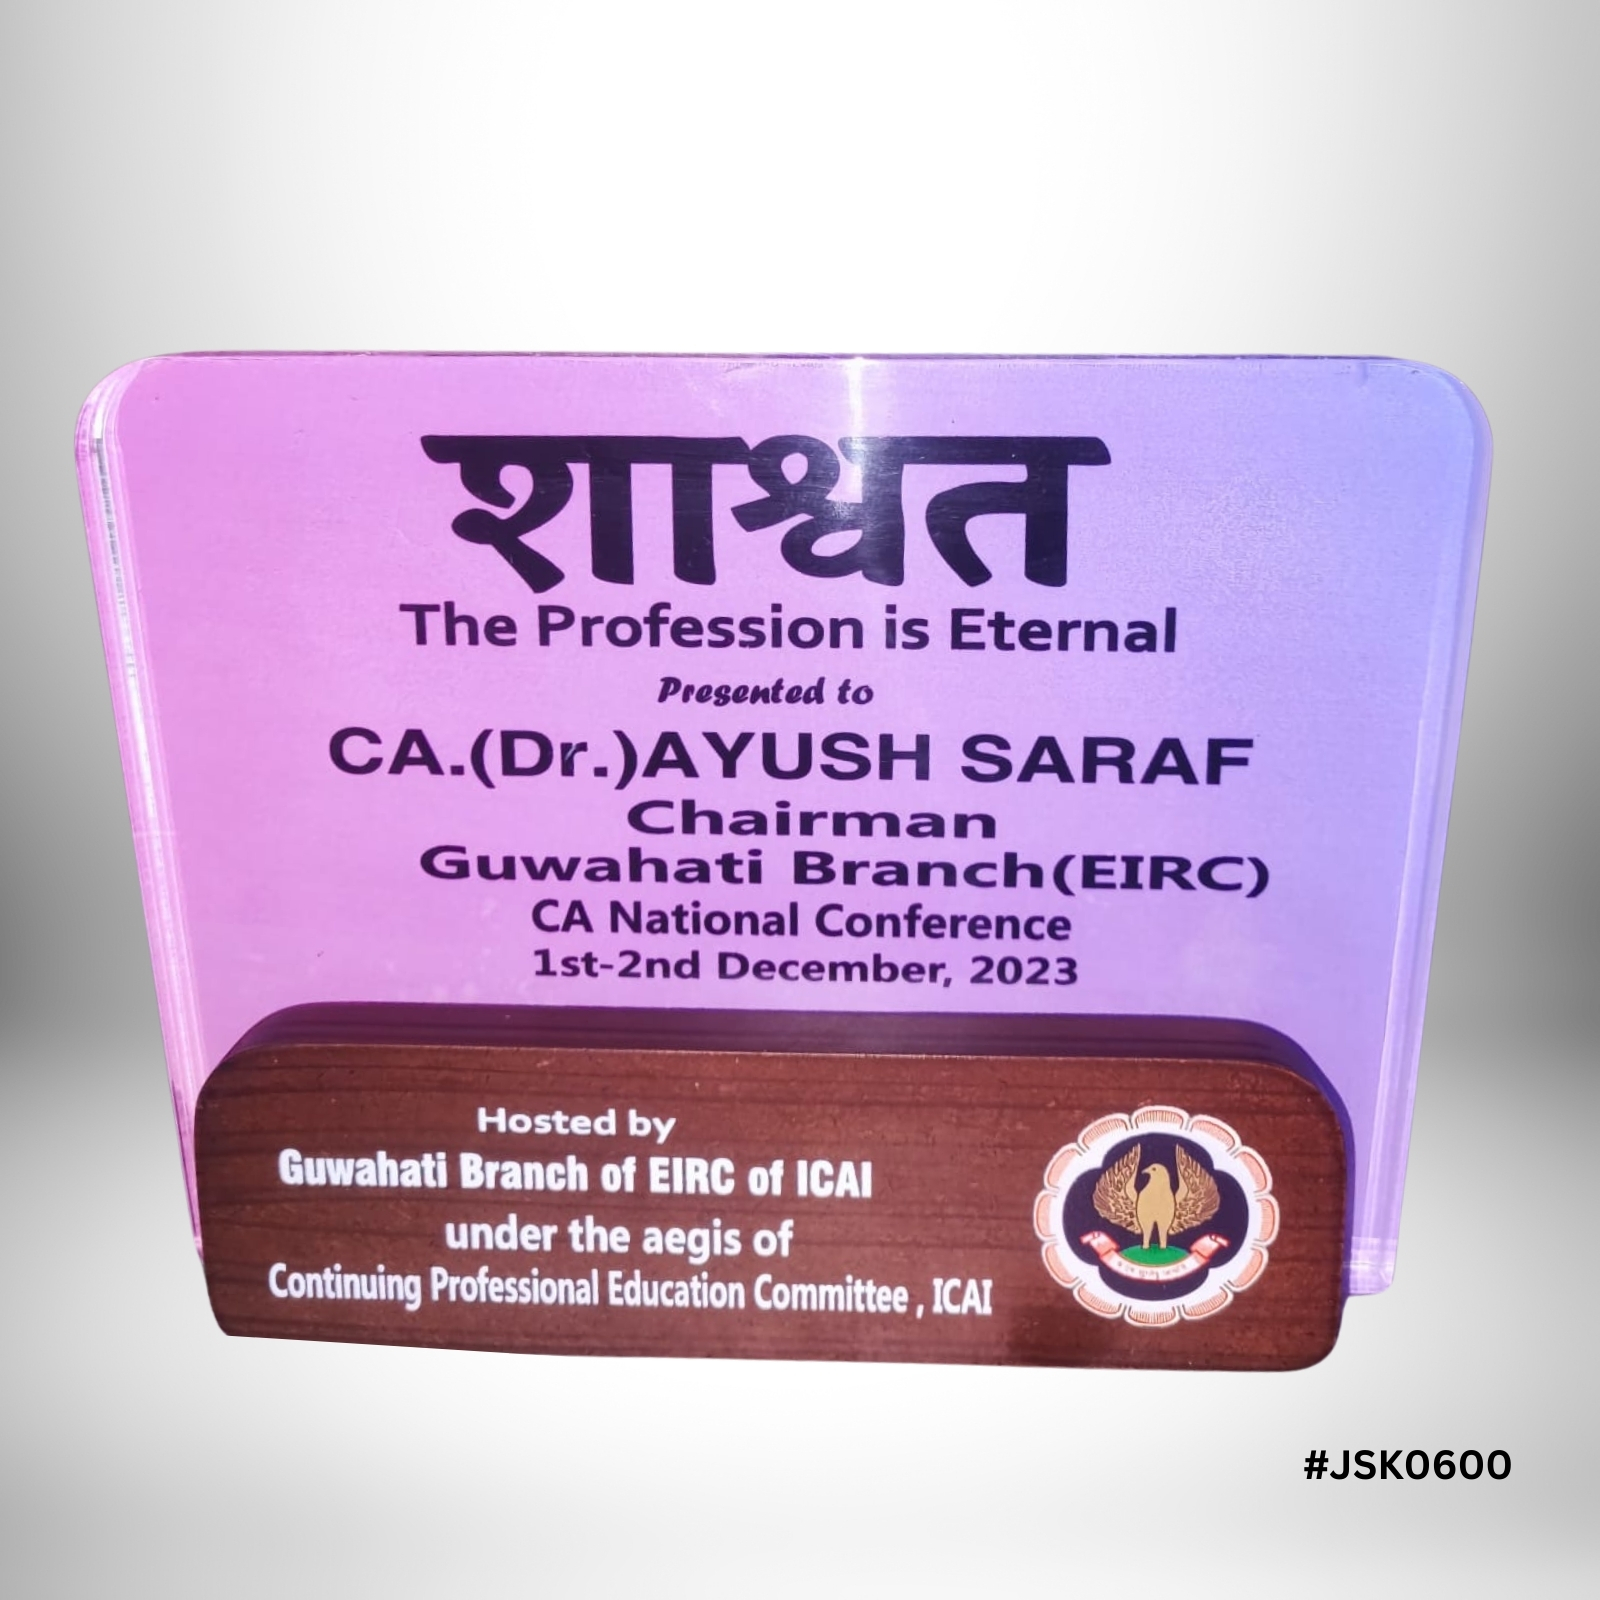 शाश्वत
The Profession is Eternal
Presented to
CA.(Dr.)AYUSH SARAF
Chairman
Guwahati Branch(EIRC)
CA National Conference
1st-2nd December, 2023
Hosted by
Guwahati Branch of EIRC of ICAI
under the aegis of
Continuing Professional Education Committee , ICAI
#JSK0600